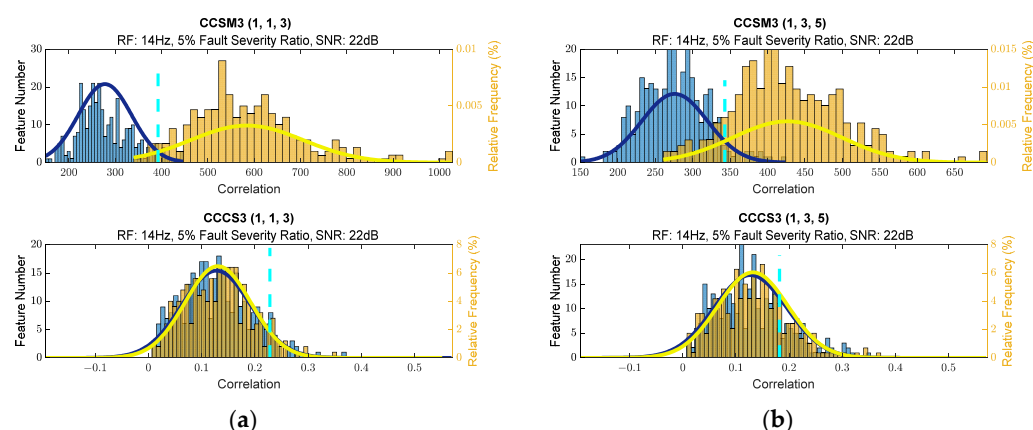 CCSM3 (1, 1, 3)
RF: 14Hz, 5% Fault Severity Ratio, SNR: 22dB
30
20
10
0
Feature Number
0.01
0.005
0
Relative Frequency (%)
200 300 400 500 600 700 800 900 1000
Correlation
CCSM3 (1, 3, 5)
RF: 14Hz, 5% Fault Severity Ratio, SNR: 22dB
20
15
10
5
0
Feature Number
0.015
0.01
0.005
0
Relative Frequency (%)
150 200 250 300 350 400 450 500 550 600 650
Correlation
CCCS3 (1, 1, 3)
RF: 14Hz, 5% Fault Severity Ratio, SNR: 22dB
20
15
10
5
0
Feature Number
8
6
4
2
0
Relative Frequency (%)
−0.1 0 0.1 0.2 0.3 0.4 0.5
Correlation
(a)
CCCS3 (1, 3, 5)
RF: 14Hz, 5% Fault Severity Ratio, SNR: 22dB
25
20
15
10
5
0
Feature Number
8
6
4
2
0
Relative Frequency (%)
−0.1 0 0.1 0.2 0.3 0.4 0.5
Correlation
(b)